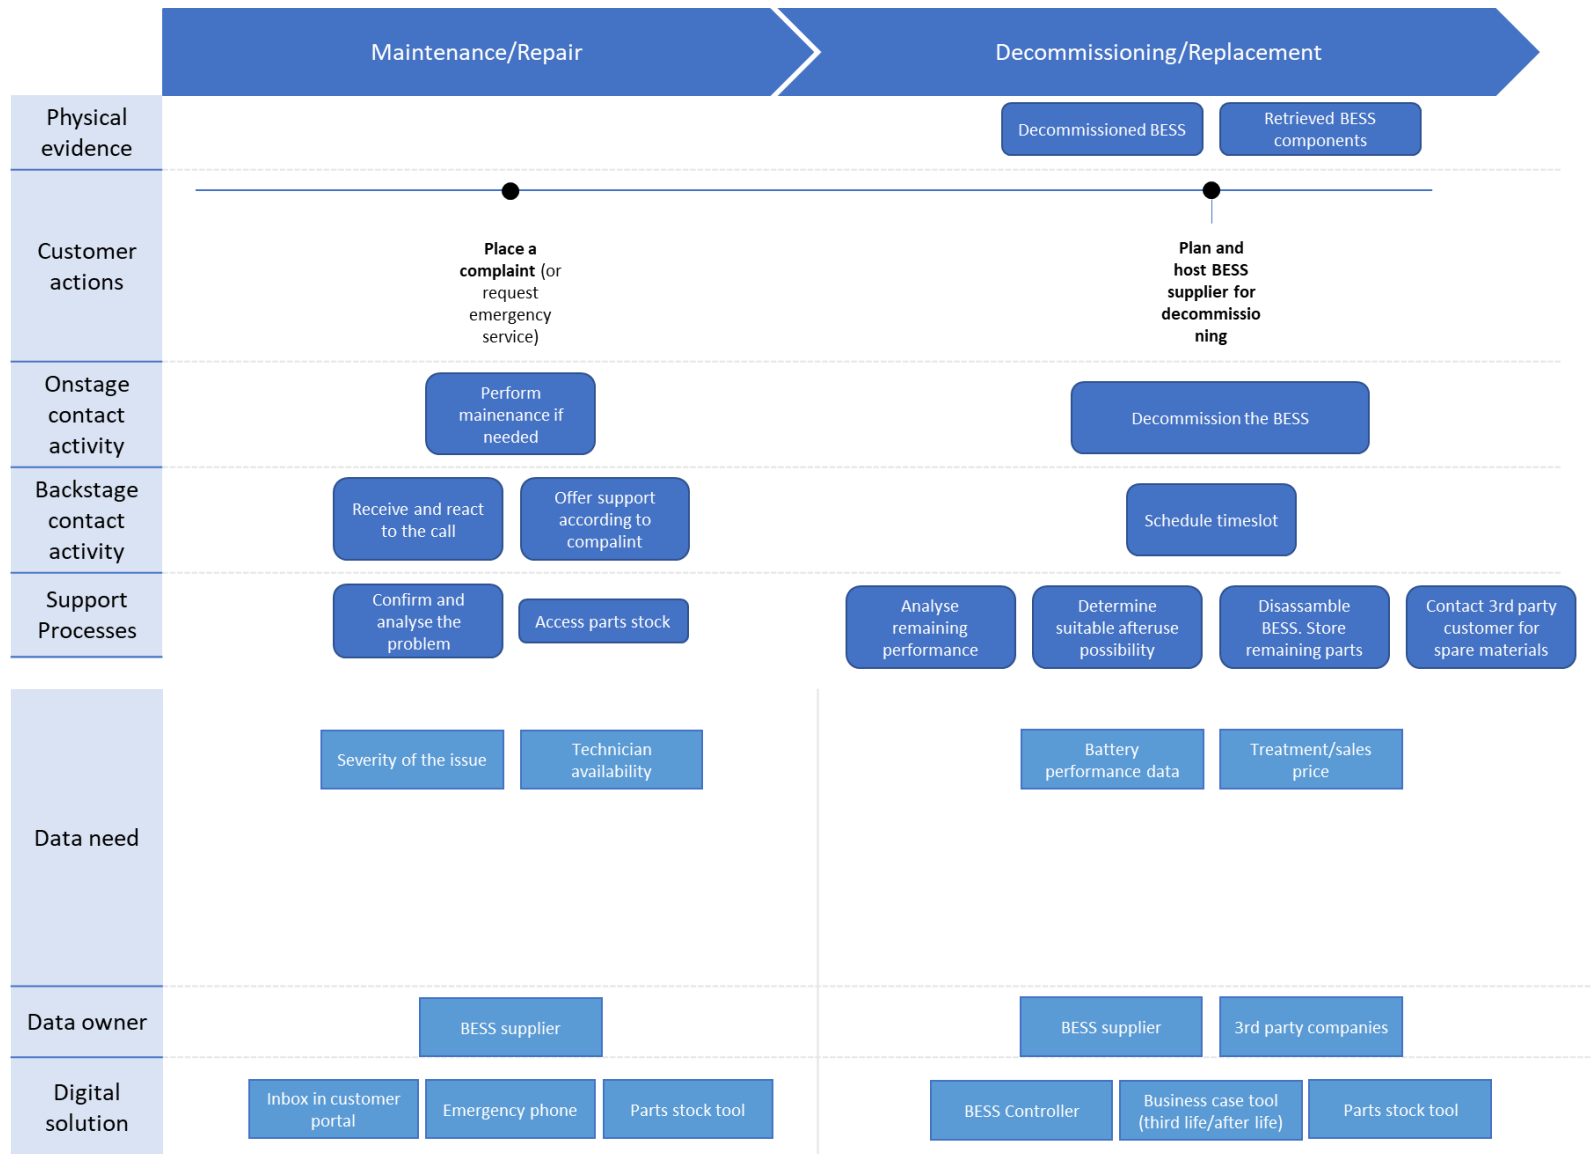 Maintenance/Repair
Decommissioning/Replacement
Physical
evidence
Decommissioned BESS
Retrieved BESS
components
Customer
actions
Place a
complaint (or
request
emergency
service)
Plan and
host BESS
supplier for
decommissio
ning
Onstage
contact
activity
Perform
mainenance if
needed
Decommission the BESS
Backstage
contact
activity
Receive and react
to the call
Offer support
according to
compalint
Schedule timeslot
Support
Processes
Confirm and
analyse the
problem
Access parts stock
Analyse
remaining
performance
Determine
suitable afteruse
possibility
Disassamble
BESS. Store
remaining parts
Contact 3rd party
customer for
spare materials
Data need
Severity of the issue
Technician
availability
Battery
performance data
Treatment/sales
price
Data owner
BESS supplier
BESS supplier
3rd party companies
Digital
solution
Inbox in customer
portal
Emergency phone
Parts stock tool
BESS Controller
Business case tool
(third life/after life)
Parts stock tool